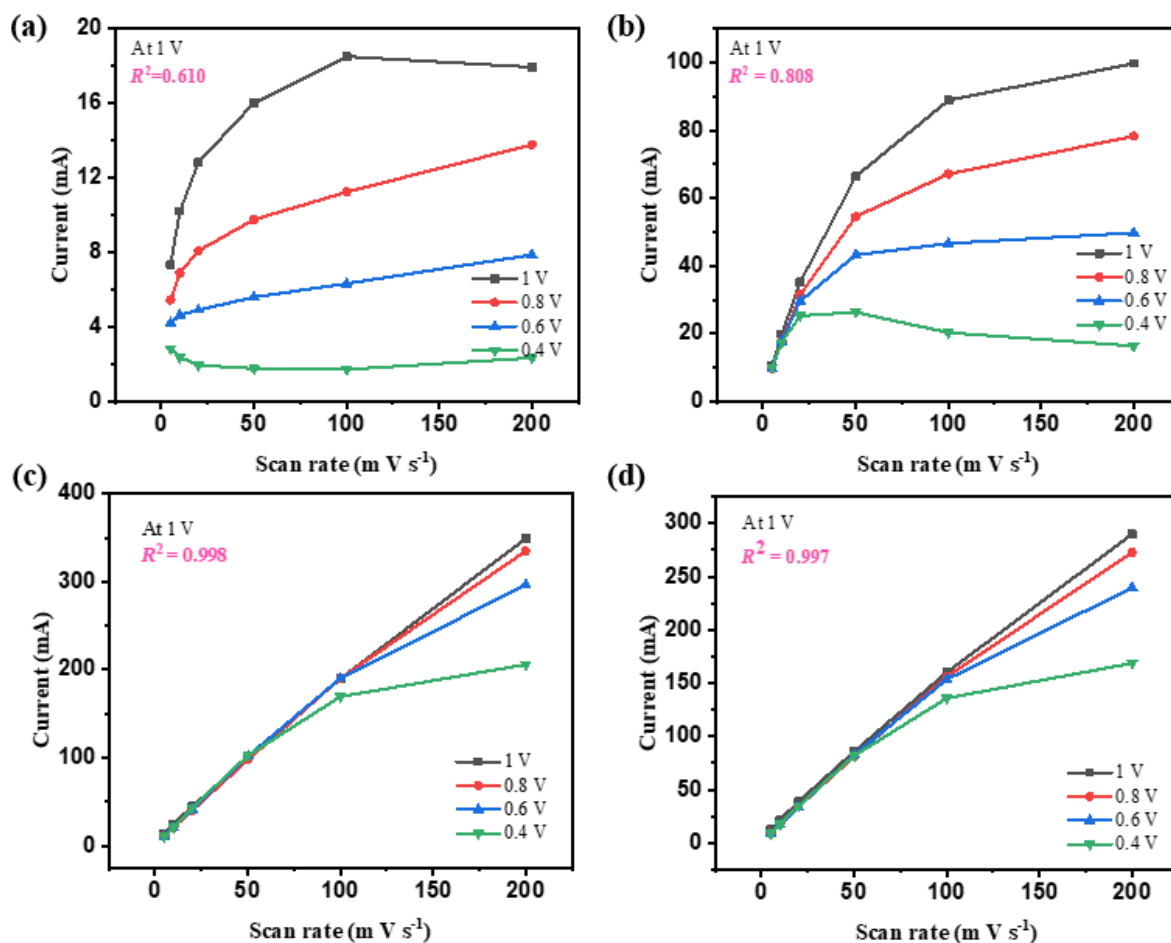 (a)
At 1 V
R²=0.610
20
16
12
8
4
0
Current (mA)
1 V
0.8 V
0.6 V
0.4 V
0 50 100 150 200
Scan rate (m V s⁻¹)
(b)
At 1 V
R² = 0.808
100
80
60
40
20
0
Current (mA)
1 V
0.8 V
0.6 V
0.4 V
0 50 100 150 200
Scan rate (m V s⁻¹)
(c)
At 1 V
R² = 0.998
400
300
200
100
0
Current (mA)
1 V
0.8 V
0.6 V
0.4 V
0 50 100 150 200
Scan rate (m V s⁻¹)
(d)
At 1 V
R² = 0.997
300
250
200
150
100
50
0
Current (mA)
1 V
0.8 V
0.6 V
0.4 V
0 50 100 150 200
Scan rate (m V s⁻¹)